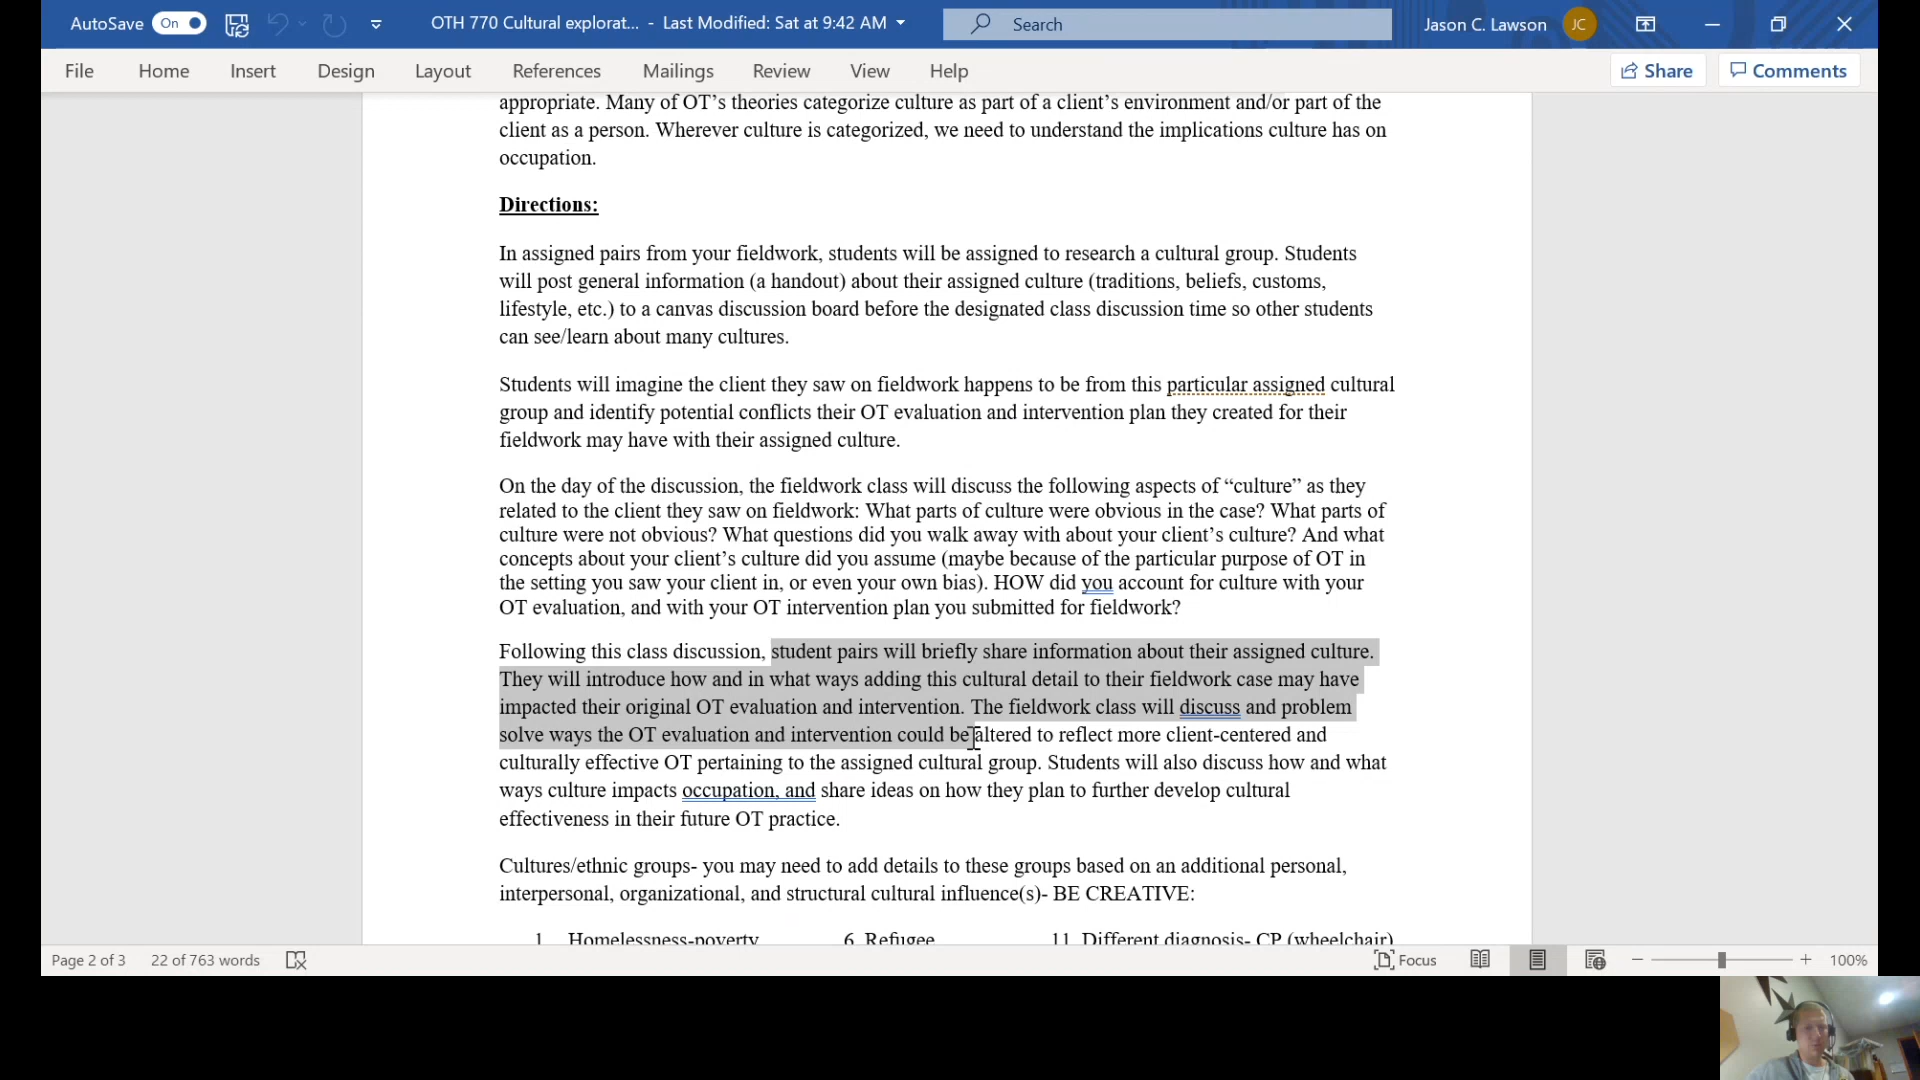 AutoSave On OTH 770 Cultural explorat... - Last Modified: Sat at 9:42 AM Search Jason C. Lawson JC
File Home Insert Design Layout References Mailings Review View Help Share Comments
appropriate. Many of OT’s theories categorize culture as part of a client’s environment and/or part of the
client as a person. Wherever culture is categorized, we need to understand the implications culture has on
occupation.
Directions:
In assigned pairs from your fieldwork, students will be assigned to research a cultural group. Students
will post general information (a handout) about their assigned culture (traditions, beliefs, customs,
lifestyle, etc.) to a canvas discussion board before the designated class discussion time so other students
can see/learn about many cultures.
Students will imagine the client they saw on fieldwork happens to be from this particular assigned cultural
group and identify potential conflicts their OT evaluation and intervention plan they created for their
fieldwork may have with their assigned culture.
On the day of the discussion, the fieldwork class will discuss the following aspects of “culture” as they
related to the client they saw on fieldwork: What parts of culture were obvious in the case? What parts of
culture were not obvious? What questions did you walk away with about your client’s culture? And what
concepts about your client’s culture did you assume (maybe because of the particular purpose of OT in
the setting you saw your client in, or even your own bias). HOW did you account for culture with your
OT evaluation, and with your OT intervention plan you submitted for fieldwork?
Following this class discussion, student pairs will briefly share information about their assigned culture.
They will introduce how and in what ways adding this cultural detail to their fieldwork case may have
impacted their original OT evaluation and intervention. The fieldwork class will discuss and problem
solve ways the OT evaluation and intervention could be altered to reflect more client-centered and
culturally effective OT pertaining to the assigned cultural group. Students will also discuss how and what
ways culture impacts occupation, and share ideas on how they plan to further develop cultural
effectiveness in their future OT practice.
Cultures/ethnic groups- you may need to add details to these groups based on an additional personal,
interpersonal, organizational, and structural cultural influence(s)- BE CREATIVE:
1. Homelessness-poverty 6. Refugee 11. Different diagnosis- CP (wheelchair)
Page 2 of 3 22 of 763 words Focus 100%